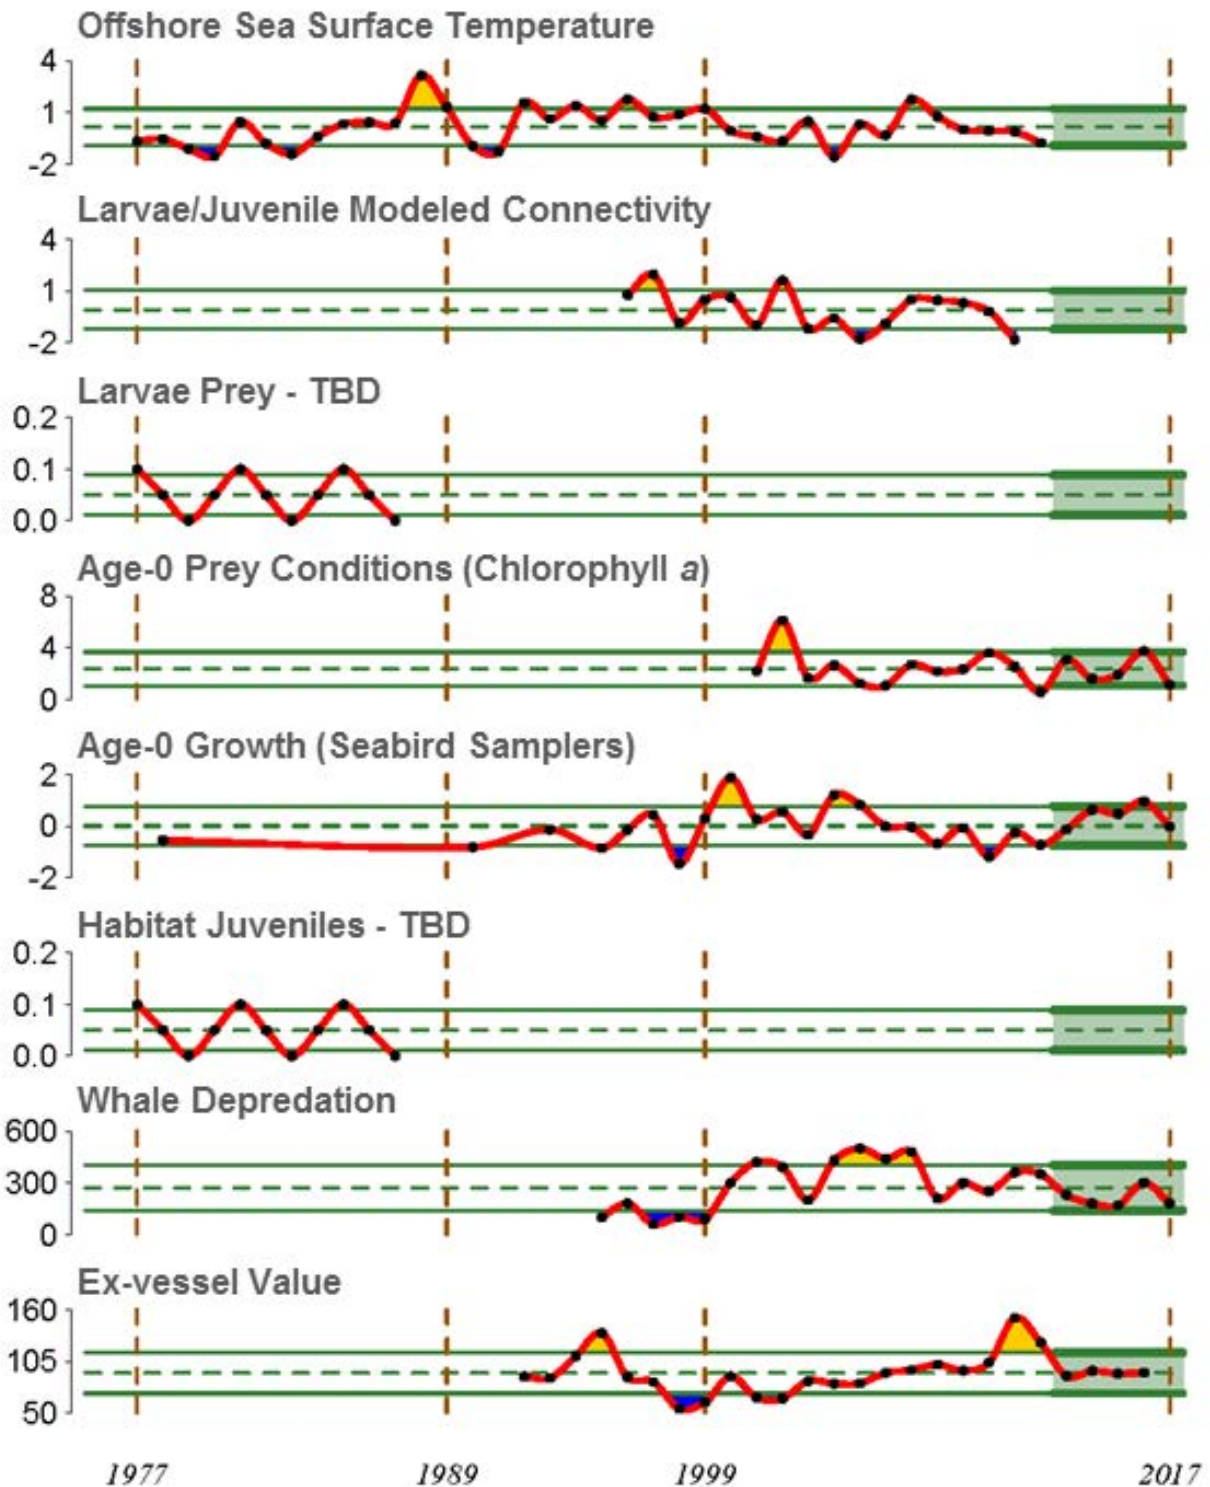 Offshore Sea Surface Temperature
4
1
-2
Larvae/Juvenile Modeled Connectivity
4
1
-2
Larvae Prey - TBD
0.2
0.1
0.0
Age-0 Prey Conditions (Chlorophyll a)
8
4
0
Age-0 Growth (Seabird Samplers)
2
0
-2
Habitat Juveniles - TBD
0.2
0.1
0.0
Whale Depredation
600
300
0
Ex-vessel Value
160
105
50
1977 1989 1999 2017